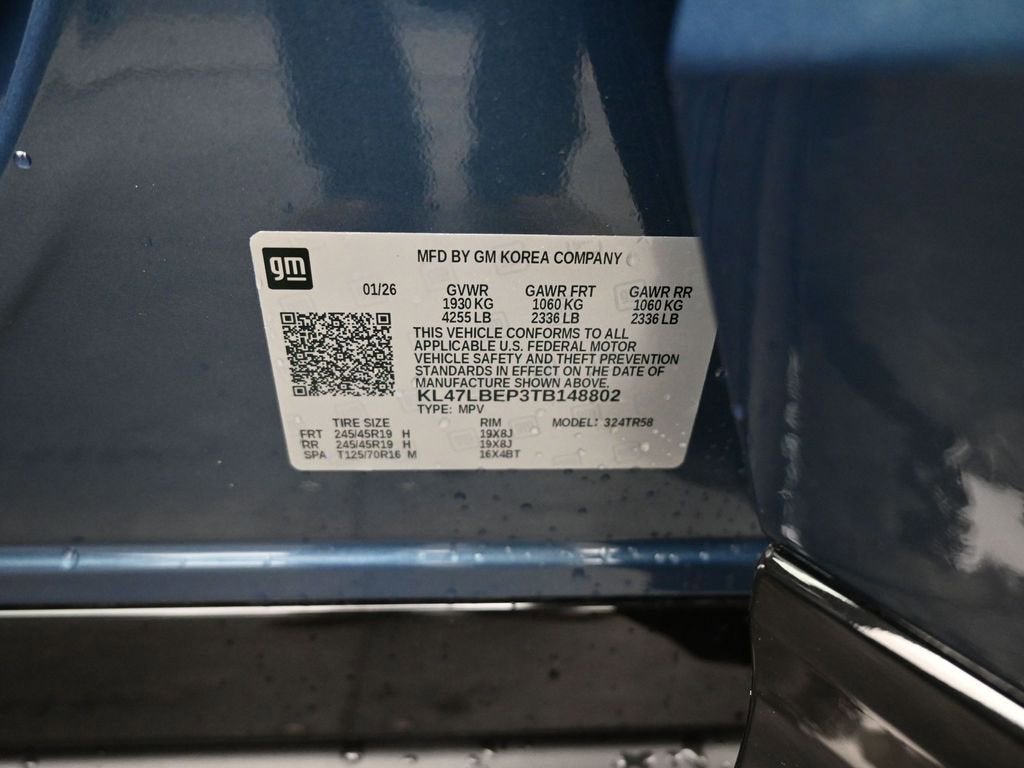 gm
MFD BY GM KOREA COMPANY
01/26 GVWR GAWR FRT GAWR RR
1930 KG 1060 KG 1060 KG
4255 LB 2336 LB 2336 LB
THIS VEHICLE CONFORMS TO ALL
APPLICABLE U.S. FEDERAL MOTOR
VEHICLE SAFETY AND THEFT PREVENTION
STANDARDS IN EFFECT ON THE DATE OF
MANUFACTURE SHOWN ABOVE.
KL47LBEP3TB148802
TYPE: MPV
TIRE SIZE RIM MODEL: 324TR58
FRT 245/45R19 H 19X8J
RR 245/45R19 H 19X8J
SPA T125/70R16 M 16X4BT